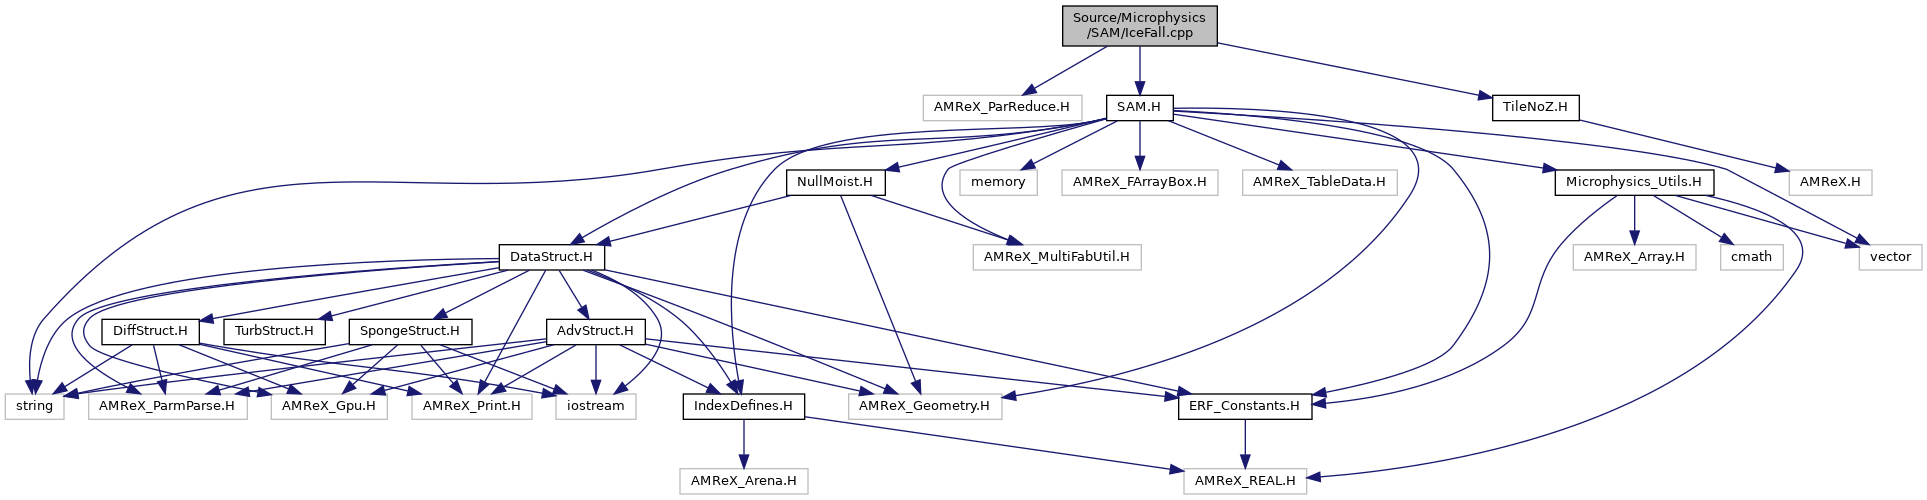 Source/Microphysics
/SAM/IceFall.cpp
AMReX_ParReduce.H
SAM.H
TileNoZ.H
NullMoist.H
memory
AMReX_FArrayBox.H
AMReX_TableData.H
Microphysics_Utils.H
AMReX.H
DataStruct.H
AMReX_MultiFabUtil.H
AMReX_Array.H
cmath
vector
DiffStruct.H
TurbStruct.H
SpongeStruct.H
AdvStruct.H
string
AMReX_ParmParse.H
AMReX_Gpu.H
AMReX_Print.H
iostream
IndexDefines.H
AMReX_Geometry.H
ERF_Constants.H
AMReX_Arena.H
AMReX_REAL.H